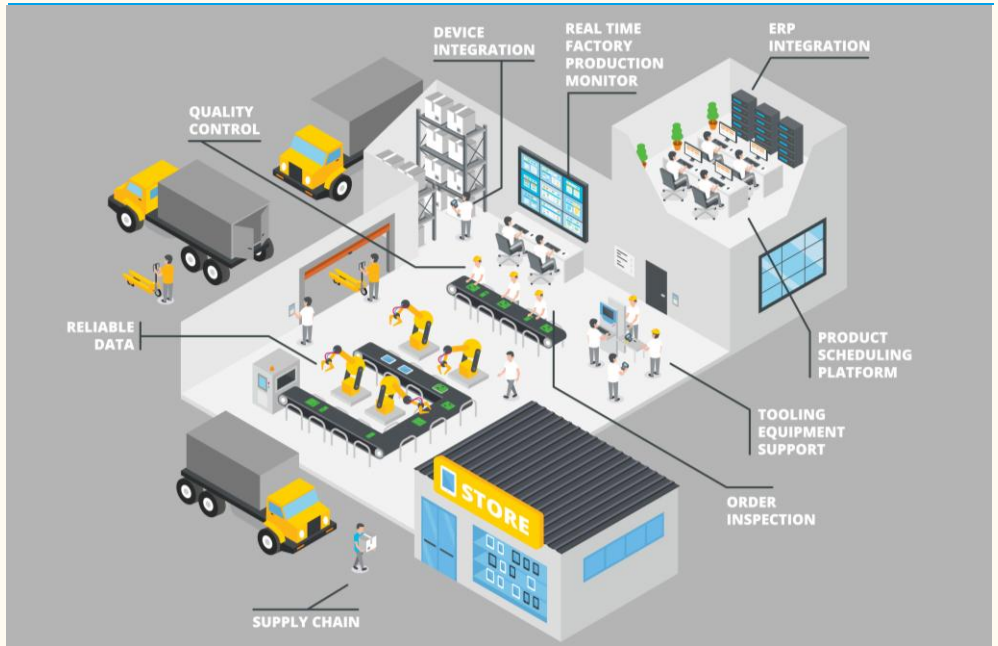 DEVICE
INTEGRATION
REAL TIME
FACTORY
PRODUCTION
MONITOR
ERP
INTEGRATION
QUALITY
CONTROL
RELIABLE
DATA
PRODUCT
SCHEDULING
PLATFORM
TOOLING
EQUIPMENT
SUPPORT
STORE
ORDER
INSPECTION
SUPPLY CHAIN